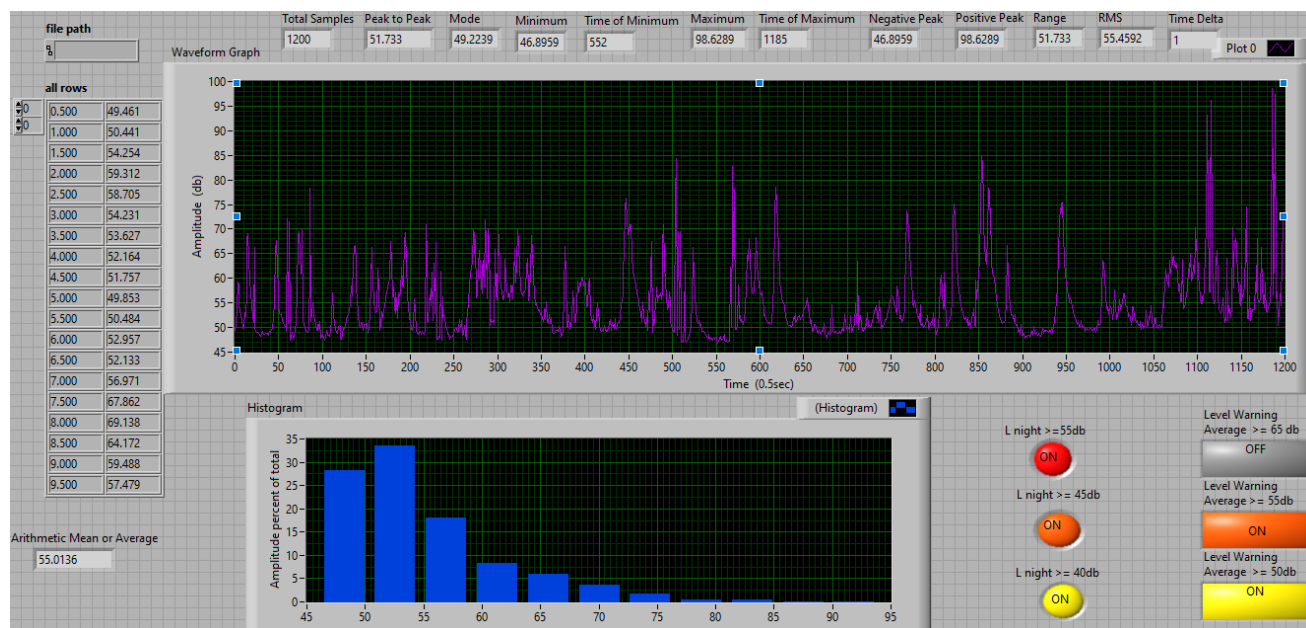 file path
Total Samples Peak to Peak Mode Minimum Time of Minimum Maximum Time of Maximum Negative Peak Positive Peak Range RMS Time Delta
1200 51.733 49.2239 46.8959 552 98.6289 1185 46.8959 98.6289 51.733 55.4592 1
Waveform Graph
Plot 0
all rows
0
0
0.500 49.461
1.000 50.441
1.500 54.254
2.000 59.312
2.500 58.705
3.000 54.231
3.500 53.627
4.000 52.164
4.500 51.757
5.000 49.853
5.500 50.484
6.000 52.957
6.500 52.133
7.000 56.971
7.500 67.862
8.000 69.138
8.500 64.172
9.000 59.488
9.500 57.479
Arithmetic Mean or Average
55.0136
Amplitude (db)
100
95
90
85
80
75
70
65
60
55
50
45
0 50 100 150 200 250 300 350 400 450 500 550 600 650 700 750 800 850 900 950 1000 1050 1100 1150 1200
Time (0.5sec)
Histogram
(Histogram)
Amplitude percent of total
35
30
25
20
15
10
5
0
45 50 55 60 65 70 75 80 85 90 95
L night >=55db
ON
L night >= 45db
ON
L night >= 40db
ON
Level Warning
Average >= 65 db
OFF
Level Warning
Average >= 55db
ON
Level Warning
Average >= 50db
ON